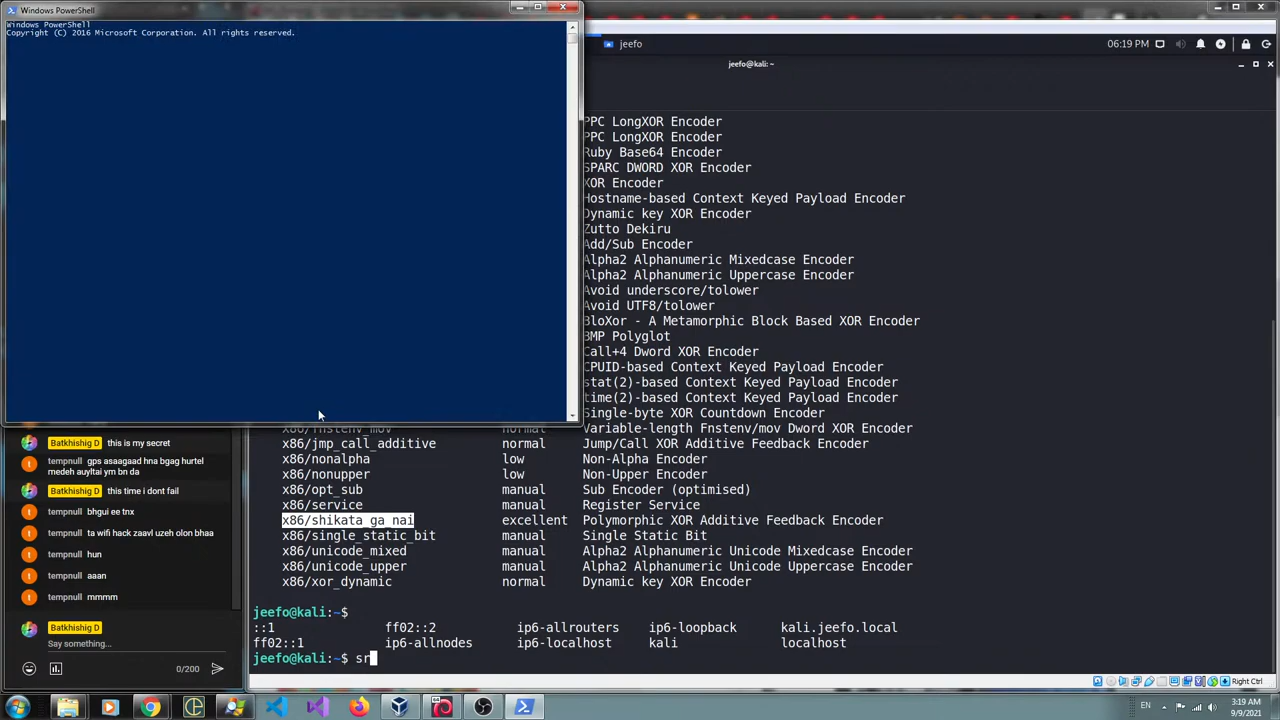 Windows PowerShell
Windows PowerShell
Copyright (C) 2016 Microsoft Corporation. All rights reserved.
jeefo
06:19 PM
jeefo@kali: ~
PPC LongXOR Encoder
PPC LongXOR Encoder
Ruby Base64 Encoder
SPARC DWORD XOR Encoder
XOR Encoder
Hostname-based Context Keyed Payload Encoder
Dynamic key XOR Encoder
Zutto Dekiru
Add/Sub Encoder
Alpha2 Alphanumeric Mixedcase Encoder
Alpha2 Alphanumeric Uppercase Encoder
Avoid underscore/tolower
Avoid UTF8/tolower
BloXor - A Metamorphic Block Based XOR Encoder
BMP Polyglot
Call+4 Dword XOR Encoder
CPUID-based Context Keyed Payload Encoder
stat(2)-based Context Keyed Payload Encoder
time(2)-based Context Keyed Payload Encoder
Single-byte XOR Countdown Encoder
x86/fnstenv_mov normal Variable-length Fnstenv/mov Dword XOR Encoder
x86/jmp_call_additive normal Jump/Call XOR Additive Feedback Encoder
x86/nonalpha low Non-Alpha Encoder
x86/nonupper low Non-Upper Encoder
x86/opt_sub manual Sub Encoder (optimised)
x86/service manual Register Service
x86/shikata_ga_nai excellent Polymorphic XOR Additive Feedback Encoder
x86/single_static_bit manual Single Static Bit
x86/unicode_mixed manual Alpha2 Alphanumeric Unicode Mixedcase Encoder
x86/unicode_upper manual Alpha2 Alphanumeric Unicode Uppercase Encoder
x86/xor_dynamic normal Dynamic key XOR Encoder
jeefo@kali:~$
::1 ff02::2 ip6-allrouters ip6-loopback kali.jeefo.local
ff02::1 ip6-allnodes ip6-localhost kali localhost
jeefo@kali:~$ sr
Right Ctrl
Batkhishig D this is my secret
tempnull gps asaagaad hna bgag hurtel
medeh auyltai ym bn da
Batkhishig D this time i dont fail
tempnull bhgui ee tnx
tempnull ta wifi hack zaavl uzeh olon bhaa
tempnull hun
tempnull aaan
tempnull mmmm
Batkhishig D
Say something...
0/200
EN
3:19 AM
9/9/2021